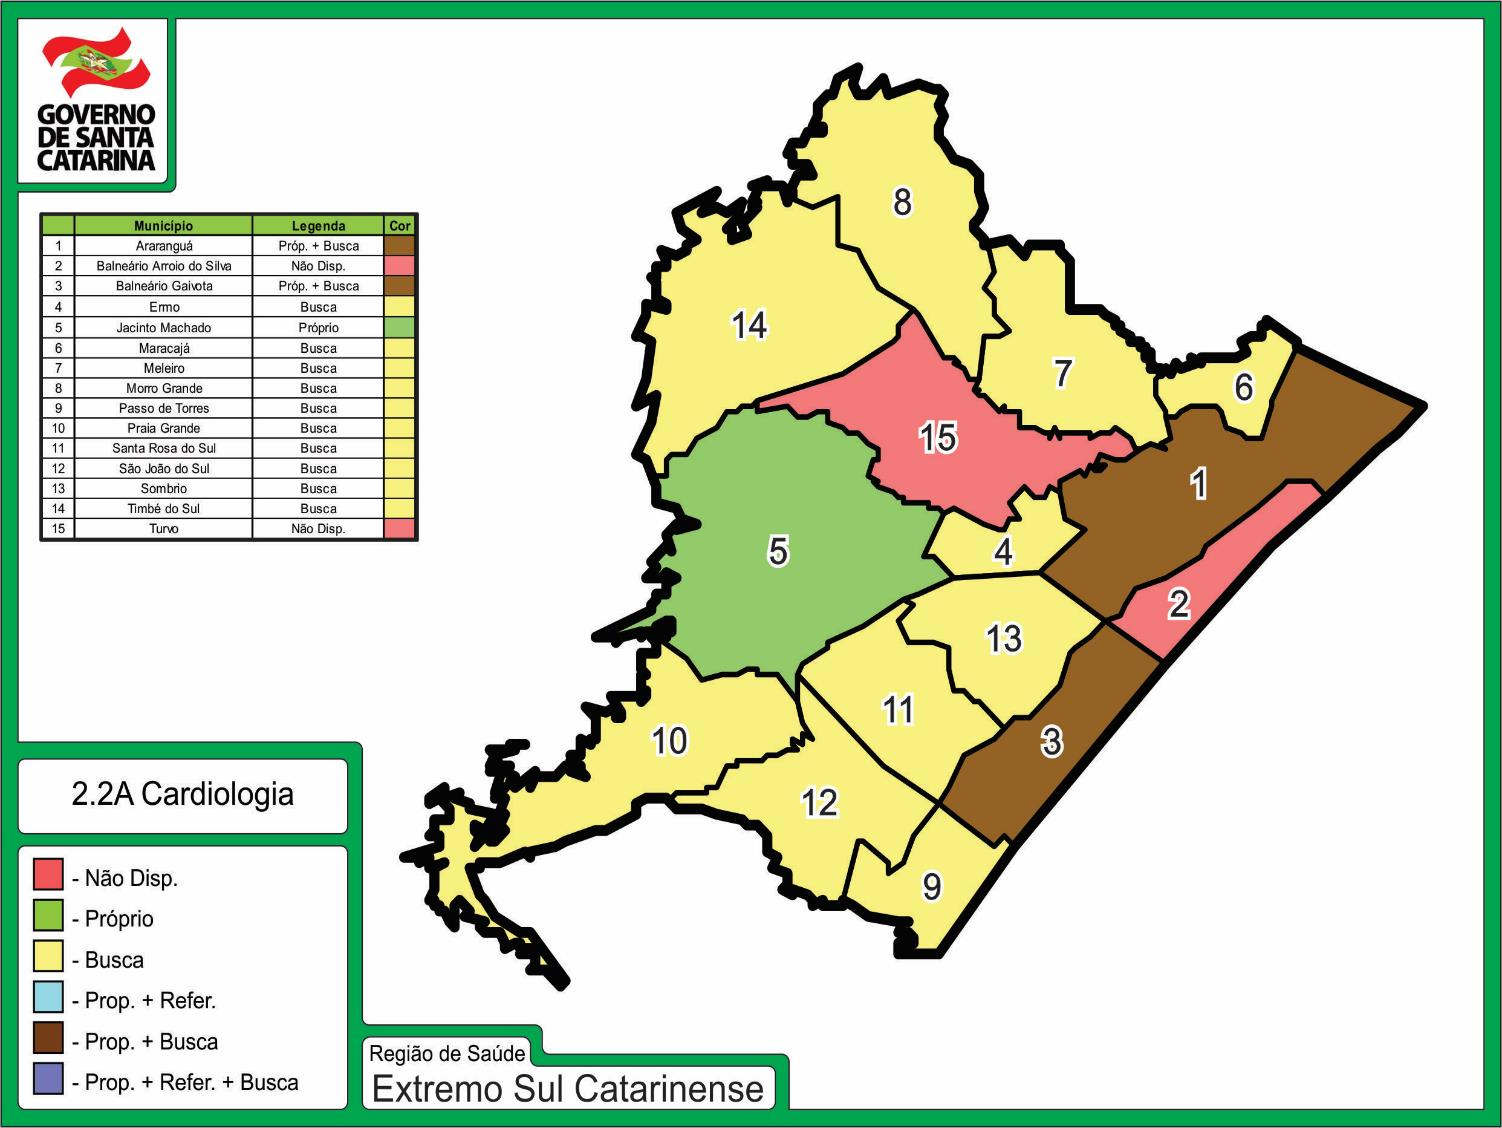 GOVERNO
DE SANTA
CATARINA
Município Legenda Cor
1 Araranguá Próp. + Busca
2 Balneário Arroio do Silva Não Disp.
3 Balneário Gaivota Próp. + Busca
4 Ermo Busca
5 Jacinto Machado Próprio
6 Maracajá Busca
7 Meleiro Busca
8 Morro Grande Busca
9 Passo de Torres Busca
10 Praia Grande Busca
11 Santa Rosa do Sul Busca
12 São João do Sul Busca
13 Sombrio Busca
14 Timbé do Sul Busca
15 Turvo Não Disp.
8
14
7
6
15
1
5
4
2
13
11
10
3
12
9
2.2A Cardiologia
- Não Disp.
- Próprio
- Busca
- Prop. + Refer.
- Prop. + Busca
- Prop. + Refer. + Busca
Região de Saúde
Extremo Sul Catarinense